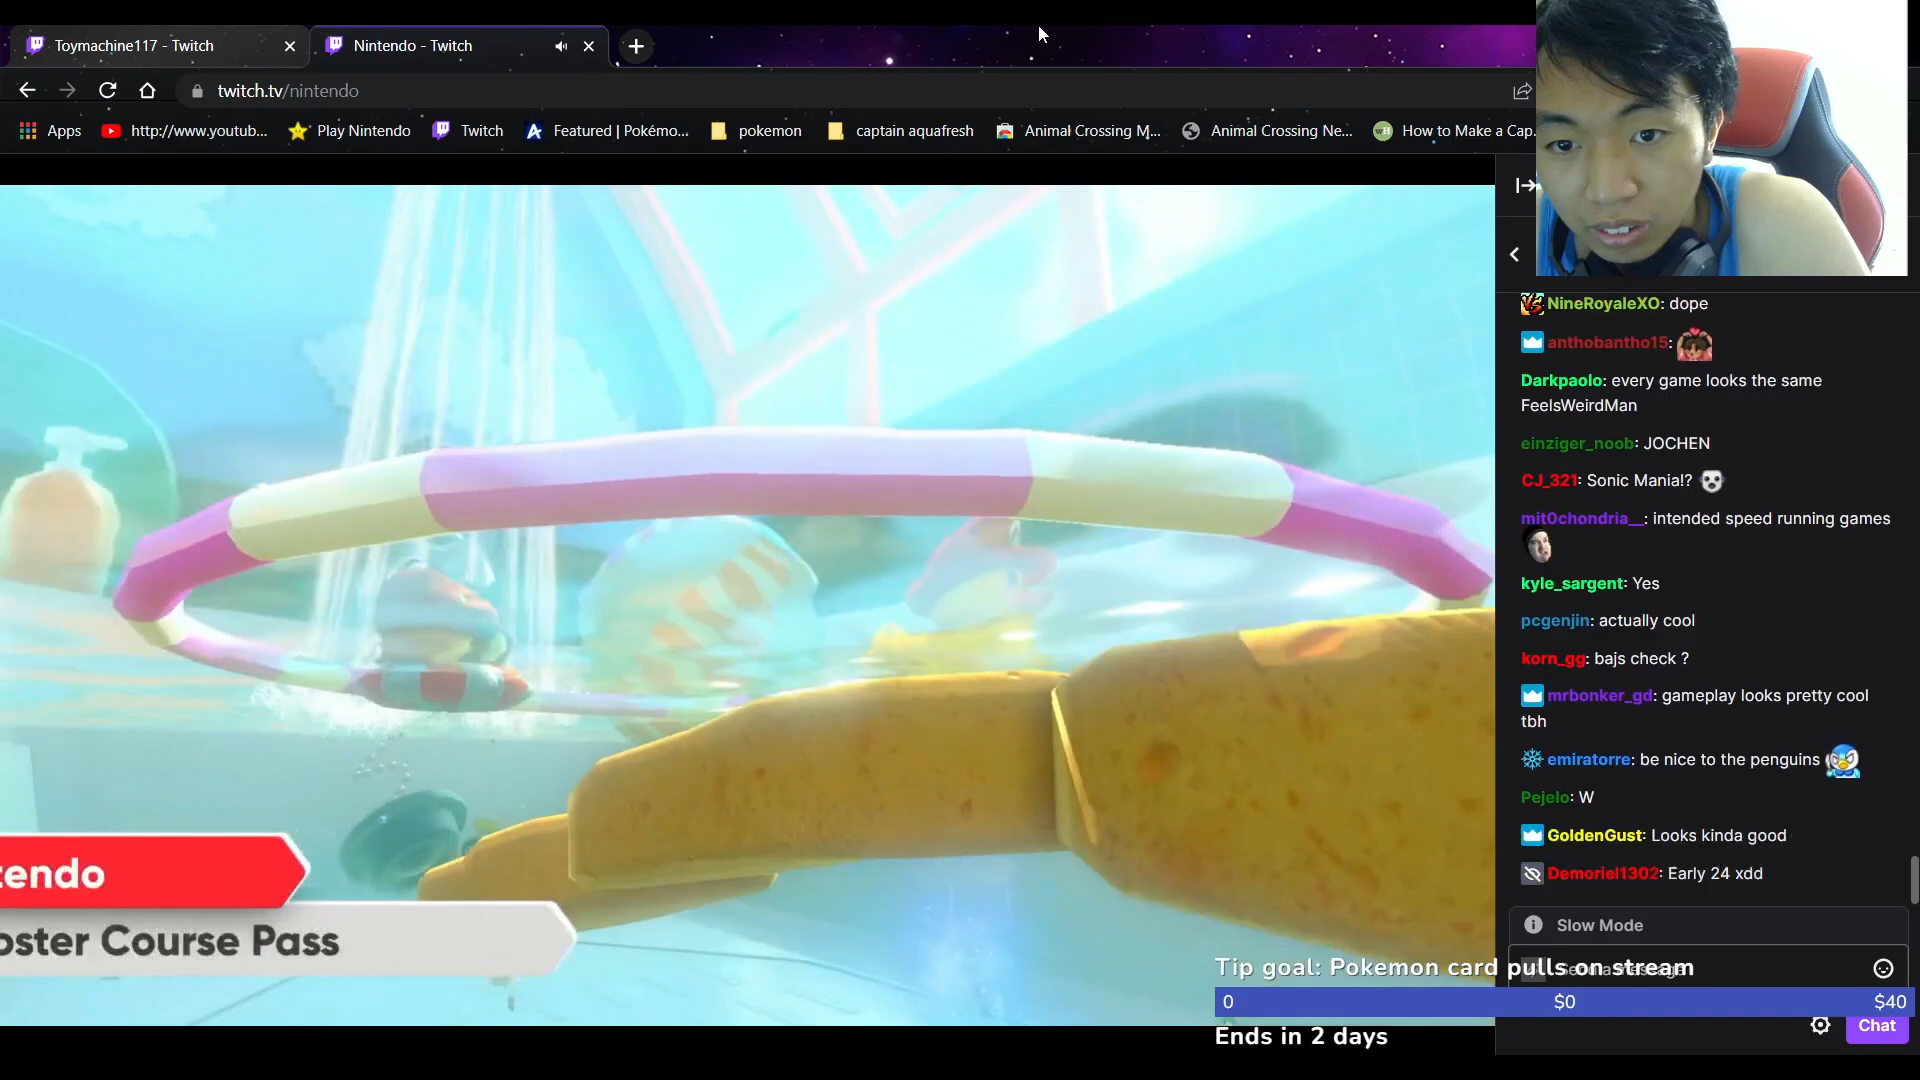 Toymachine117 - Twitch
Nintendo - Twitch
twitch.tv/nintendo
Apps
http://www.youtub...
Play Nintendo
Twitch
Featured | Pokémo...
pokemon
captain aquafresh
Animal Crossing M...
Animal Crossing Ne...
How to Make a Cap...
NineRoyaleXO: dope
anthobantho15:
Darkpaolo: every game looks the same
FeelsWeirdMan
einziger_noob: JOCHEN
CJ_321: Sonic Mania!?
mit0chondria__: intended speed running games
kyle_sargent: Yes
pcgenjin: actually cool
korn_gg: bajs check ?
mrbonker_gd: gameplay looks pretty cool
tbh
emiratorre: be nice to the penguins
Pejelo: W
GoldenGust: Looks kinda good
Demoriel1302: Early 24 xdd
tendo
oster Course Pass
Slow Mode
Tip goal: Pokemon card pulls on stream
0 $0 $40
Ends in 2 days
Chat